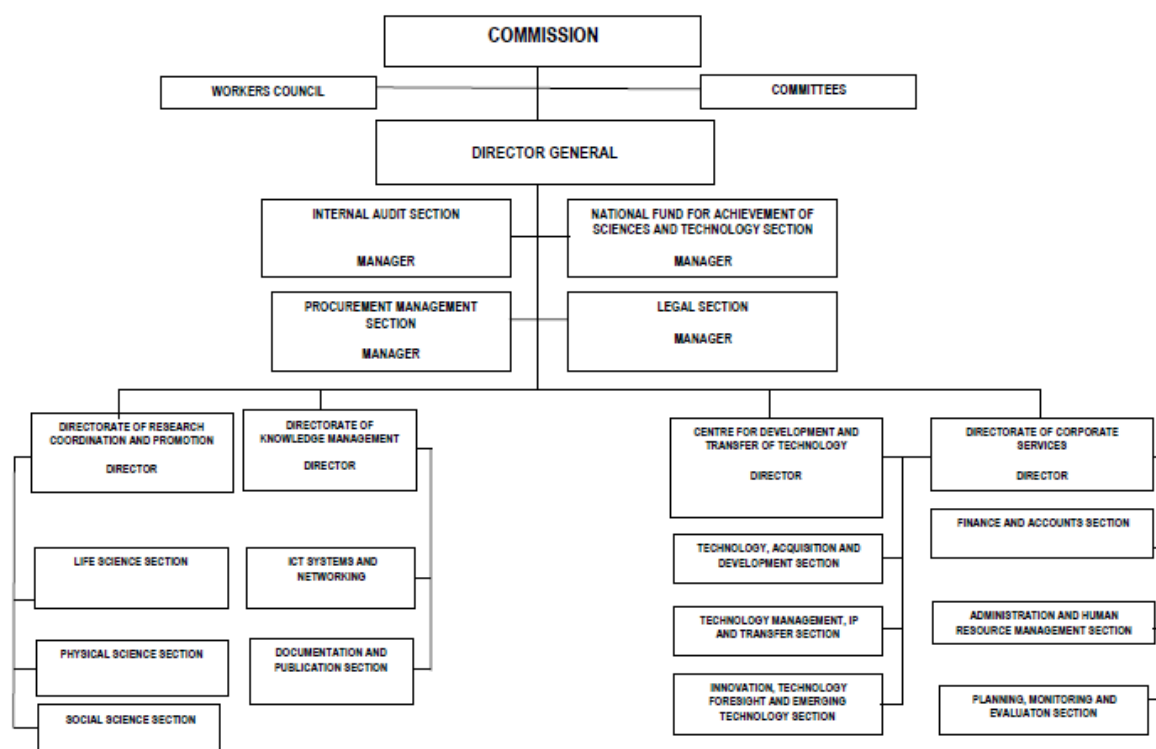 COMMISSION
WORKERS COUNCIL
COMMITTEES
DIRECTOR GENERAL
INTERNAL AUDIT SECTION
MANAGER
NATIONAL FUND FOR ACHIEVEMENT OF
SCIENCES AND TECHNOLOGY SECTION
MANAGER
PROCUREMENT MANAGEMENT
SECTION
MANAGER
LEGAL SECTION
MANAGER
DIRECTORATE OF RESEARCH
COORDINATION AND PROMOTION
DIRECTOR
DIRECTORATE OF
KNOWLEDGE MANAGEMENT
DIRECTOR
CENTRE FOR DEVELOPMENT AND
TRANSFER OF TECHNOLOGY
DIRECTOR
DIRECTORATE OF CORPORATE
SERVICES
DIRECTOR
LIFE SCIENCE SECTION
PHYSICAL SCIENCE SECTION
SOCIAL SCIENCE SECTION
ICT SYSTEMS AND
NETWORKING
DOCUMENTATION AND
PUBLICATION SECTION
TECHNOLOGY, ACQUISITION AND
DEVELOPMENT SECTION
TECHNOLOGY MANAGEMENT, IP
AND TRANSFER SECTION
INNOVATION, TECHNOLOGY
FORESIGHT AND EMERGING
TECHNOLOGY SECTION
FINANCE AND ACCOUNTS SECTION
ADMINISTRATION AND HUMAN
RESOURCE MANAGEMENT SECTION
PLANNING, MONITORING AND
EVALUATON SECTION